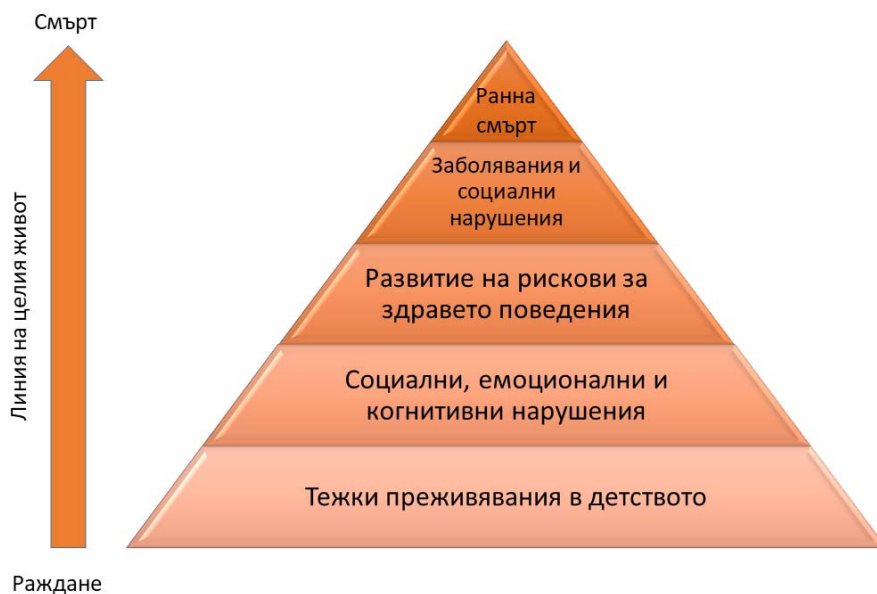 Смърт
Ранна
смърт
Заболявания и
социални
нарушения
Развитие на рискови за
здравето поведения
Социални, емоционални и
когнитивни нарушения
Тежки преживявания в детството
Линия на целия живот
Раждане